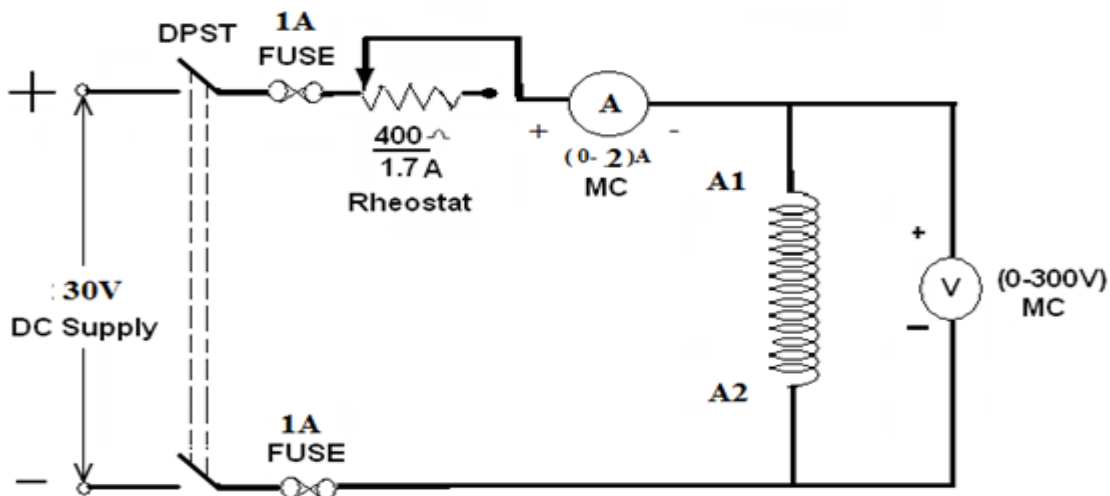 DPST
1A
FUSE
+
400
1.7 A
Rheostat
A
+ -
(0-2)A
MC
A1
A2
+
V
−
(0-300V)
MC
30V
DC Supply
1A
FUSE
−